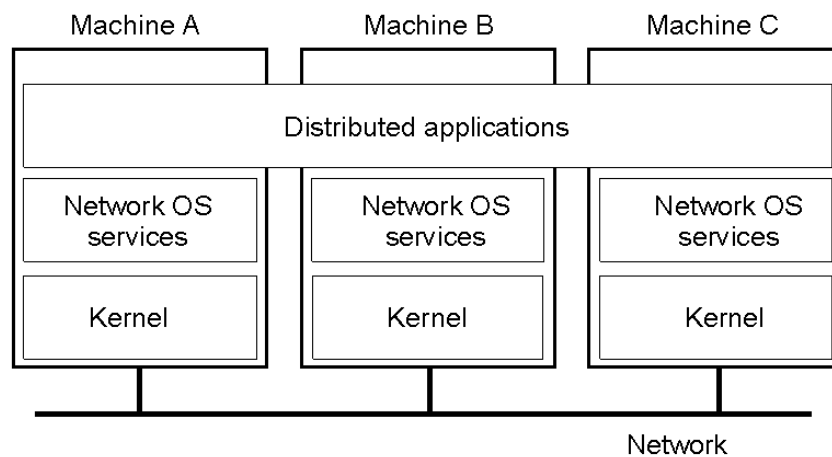 Machine A
Machine B
Machine C
Distributed applications
Network OS
services
Network OS
services
Network OS
services
Kernel
Kernel
Kernel
Network